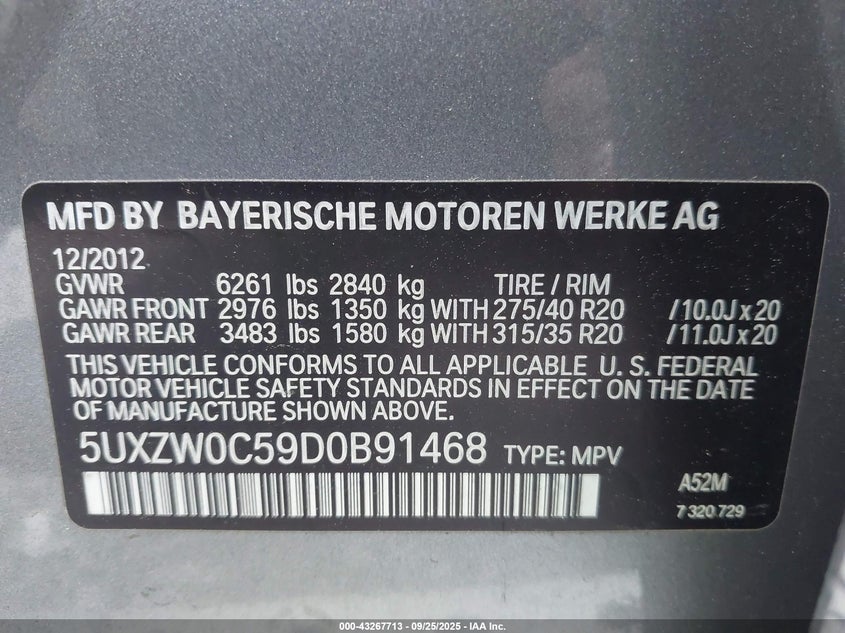 MFD BY BAYERISCHE MOTOREN WERKE AG
12/2012
GVWR 6261 lbs 2840 kg TIRE / RIM
GAWR FRONT 2976 lbs 1350 kg WITH 275/40 R20 / 10.0J x 20
GAWR REAR 3483 lbs 1580 kg WITH 315/35 R20 / 11.0J x 20
THIS VEHICLE CONFORMS TO ALL APPLICABLE U. S. FEDERAL
MOTOR VEHICLE SAFETY STANDARDS IN EFFECT ON THE DATE
OF MANUFACTURE SHOWN ABOVE.
5UXZW0C59D0B91468 TYPE: MPV
A52M
7 320 729
000-43267713 - 09/25/2025 - IAA Inc.